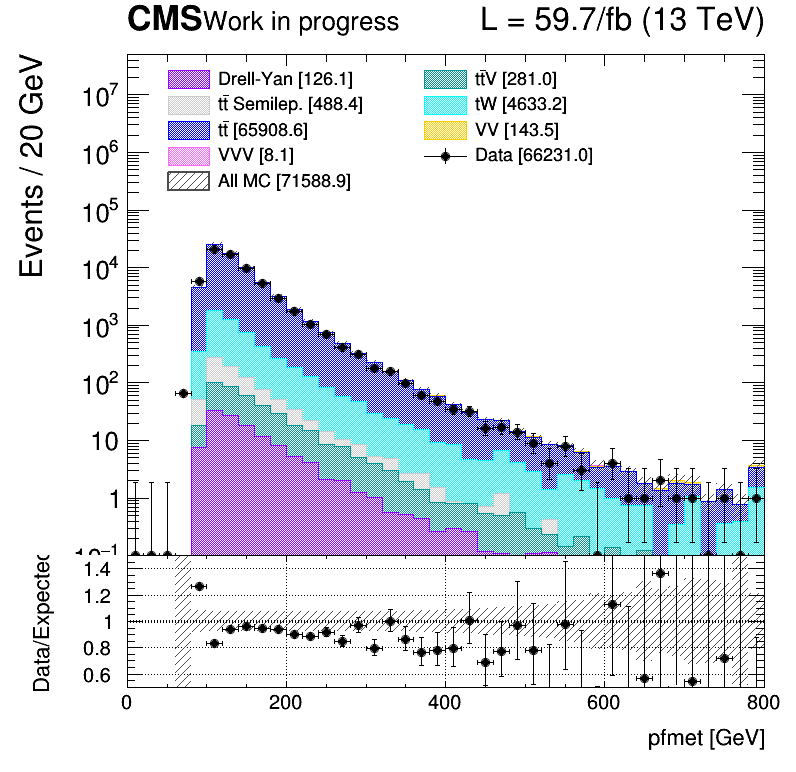 CMS Work in progress L = 59.7/fb (13 TeV)
Events / 20 GeV
Drell-Yan [126.1]
tt̄V [281.0]
tt̄ Semilep. [488.4]
tW [4633.2]
tt̄ [65908.6]
VV [143.5]
VVV [8.1]
Data [66231.0]
All MC [71588.9]
10⁷
10⁶
10⁵
10⁴
10³
10²
10
1
10⁻¹
Data/Expected
1.4
1.2
1
0.8
0.6
0 200 400 600 800
pfmet [GeV]